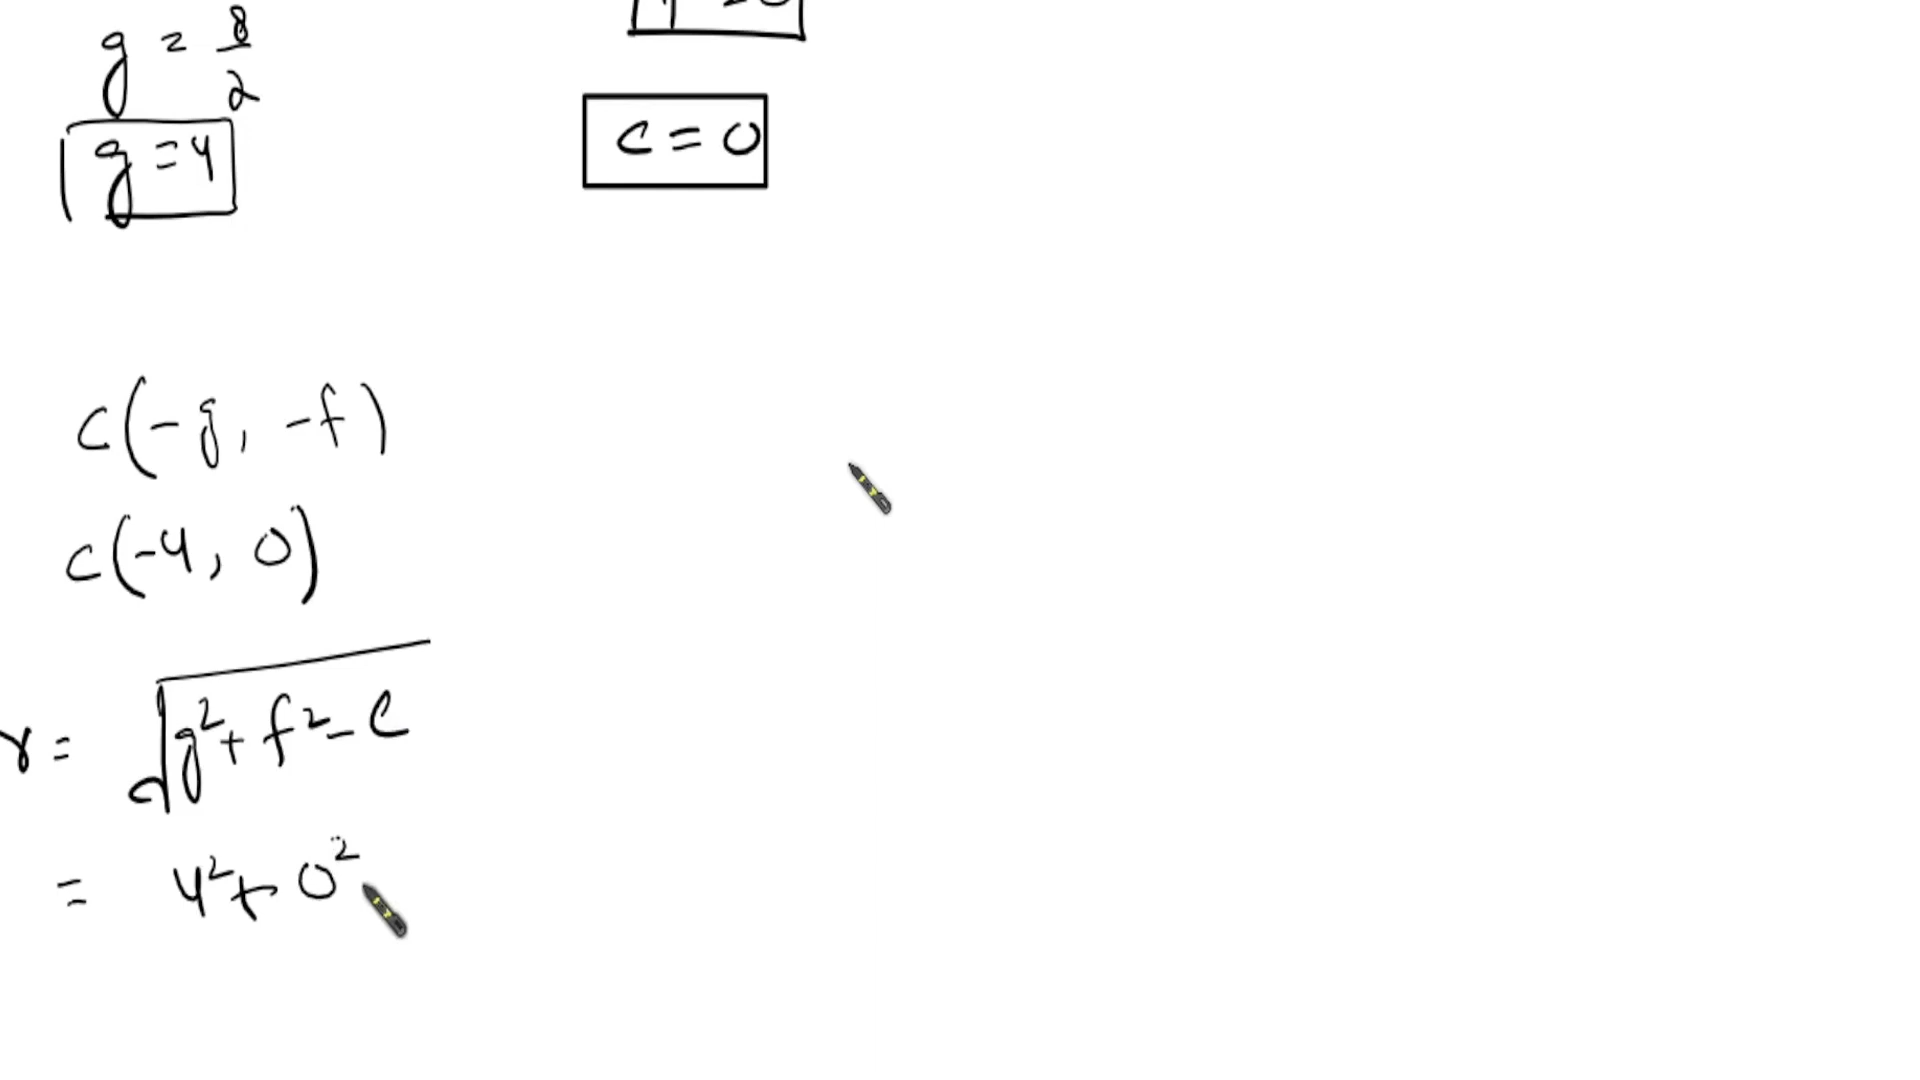 g = 8/2
g = 4
c = 0
c(-g, -f)
c(-4, 0)
r = √g²+f²-c
= 4²+0²